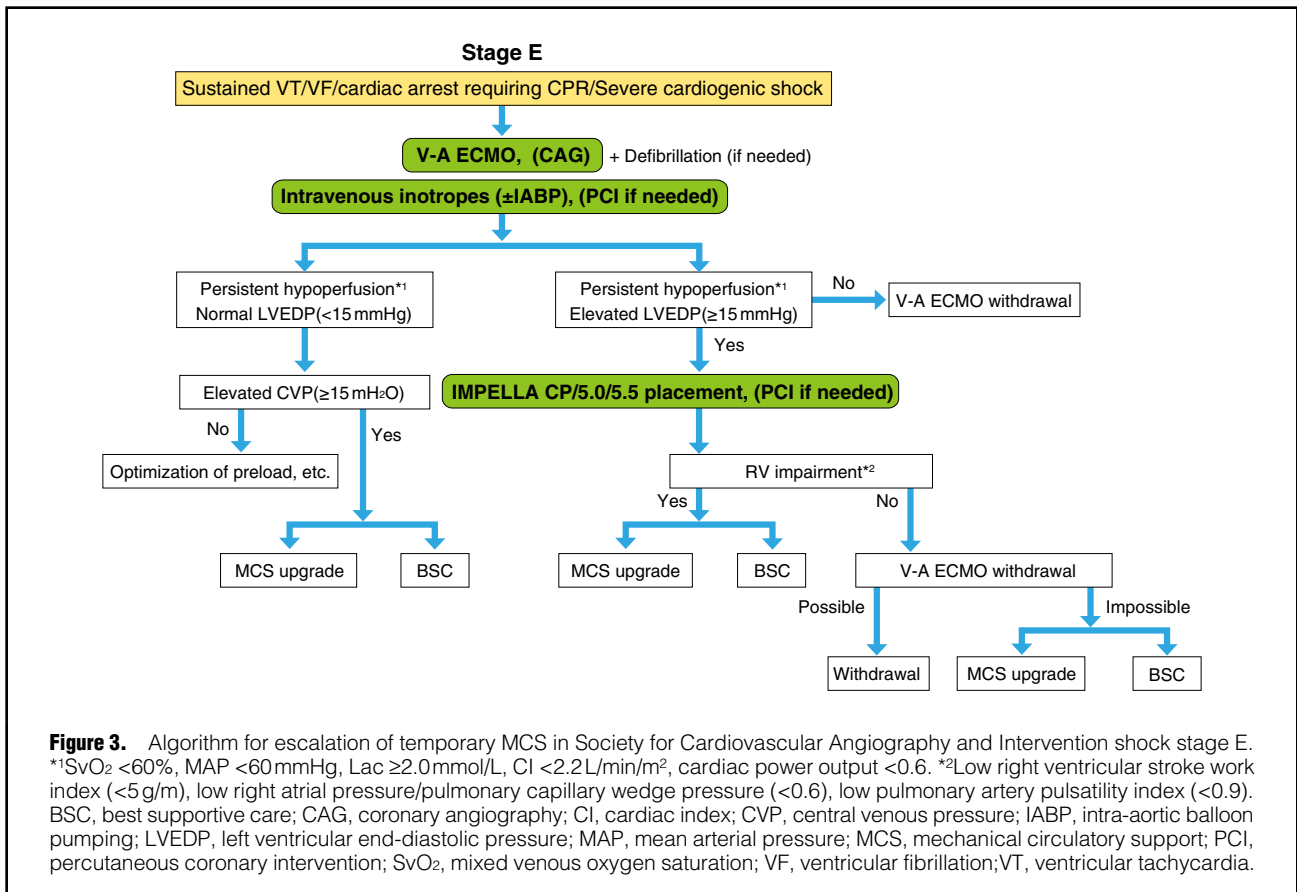 Stage E
Sustained VT/VF/cardiac arrest requiring CPR/Severe cardiogenic shock
V-A ECMO, (CAG) + Defibrillation (if needed)
Intravenous inotropes (±IABP), (PCI if needed)
Persistent hypoperfusion*1
Normal LVEDP(<15 mmHg)
Persistent hypoperfusion*1
Elevated LVEDP(≥15 mmHg)
No
V-A ECMO withdrawal
Yes
Elevated CVP(≥15 mH2O)
IMPELLA CP/5.0/5.5 placement, (PCI if needed)
No
Yes
Optimization of preload, etc.
RV impairment*2
Yes
No
MCS upgrade
BSC
MCS upgrade
BSC
V-A ECMO withdrawal
Possible
Impossible
Withdrawal
MCS upgrade
BSC
Figure 3. Algorithm for escalation of temporary MCS in Society for Cardiovascular Angiography and Intervention shock stage E.
*1SvO2 <60%, MAP <60 mmHg, Lac ≥2.0 mmol/L, CI <2.2 L/min/m², cardiac power output <0.6. *2Low right ventricular stroke work
index (<5 g/m), low right atrial pressure/pulmonary capillary wedge pressure (<0.6), low pulmonary artery pulsatility index (<0.9).
BSC, best supportive care; CAG, coronary angiography; CI, cardiac index; CVP, central venous pressure; IABP, intra-aortic balloon
pumping; LVEDP, left ventricular end-diastolic pressure; MAP, mean arterial pressure; MCS, mechanical circulatory support; PCI,
percutaneous coronary intervention; SvO2, mixed venous oxygen saturation; VF, ventricular fibrillation;VT, ventricular tachycardia.